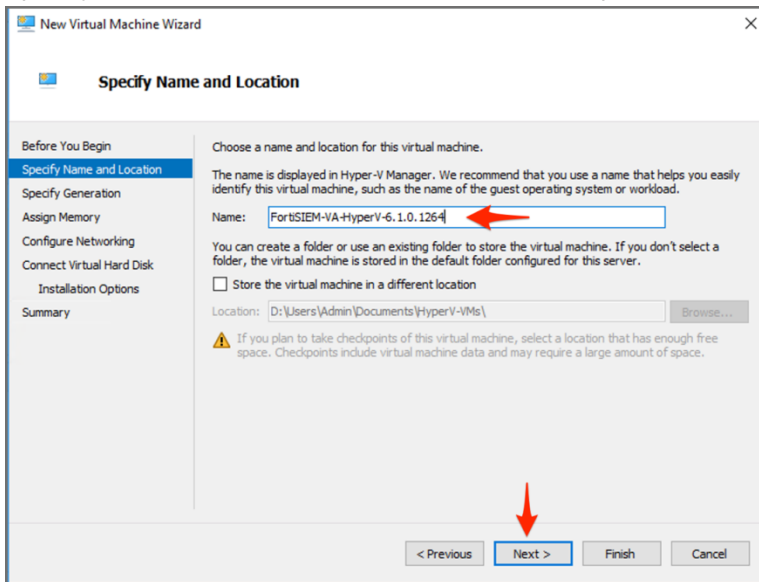 New Virtual Machine Wizard
Specify Name and Location
Before You Begin
Specify Name and Location
Specify Generation
Assign Memory
Configure Networking
Connect Virtual Hard Disk
Installation Options
Summary
Choose a name and location for this virtual machine.
The name is displayed in Hyper-V Manager. We recommend that you use a name that helps you easily
identify this virtual machine, such as the name of the guest operating system or workload.
Name: FortiSIEM-VA-HyperV-6.1.0.1264
You can create a folder or use an existing folder to store the virtual machine. If you don't select a
folder, the virtual machine is stored in the default folder configured for this server.
Store the virtual machine in a different location
Location: D:\Users\Admin\Documents\HyperV-VMs\ Browse...
If you plan to take checkpoints of this virtual machine, select a location that has enough free
space. Checkpoints include virtual machine data and may require a large amount of space.
< Previous Next > Finish Cancel